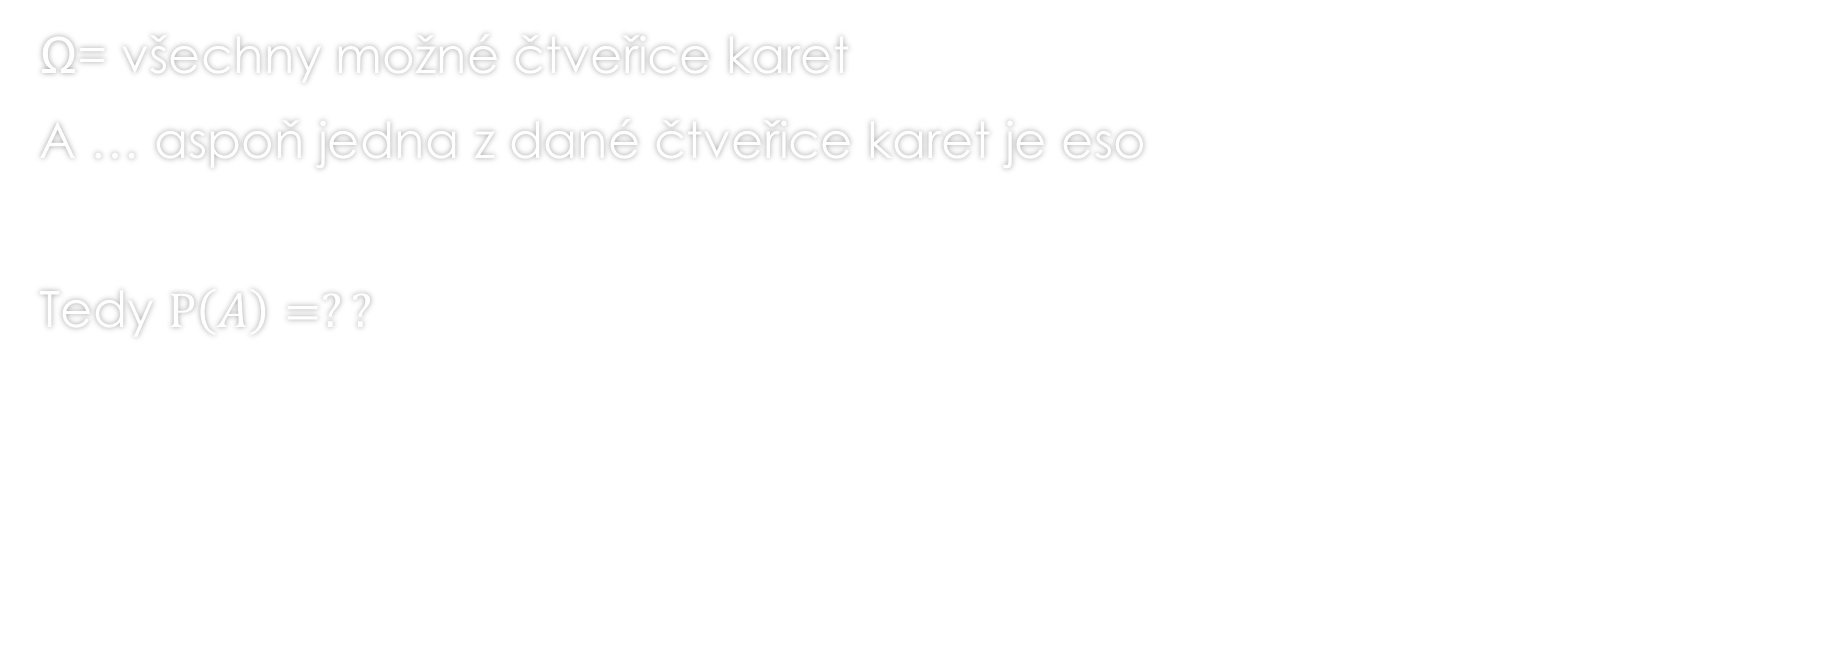 Ω= všechny možné čtveřice karet
A … aspoň jedna z dané čtveřice karet je eso
Tedy P(A) =??